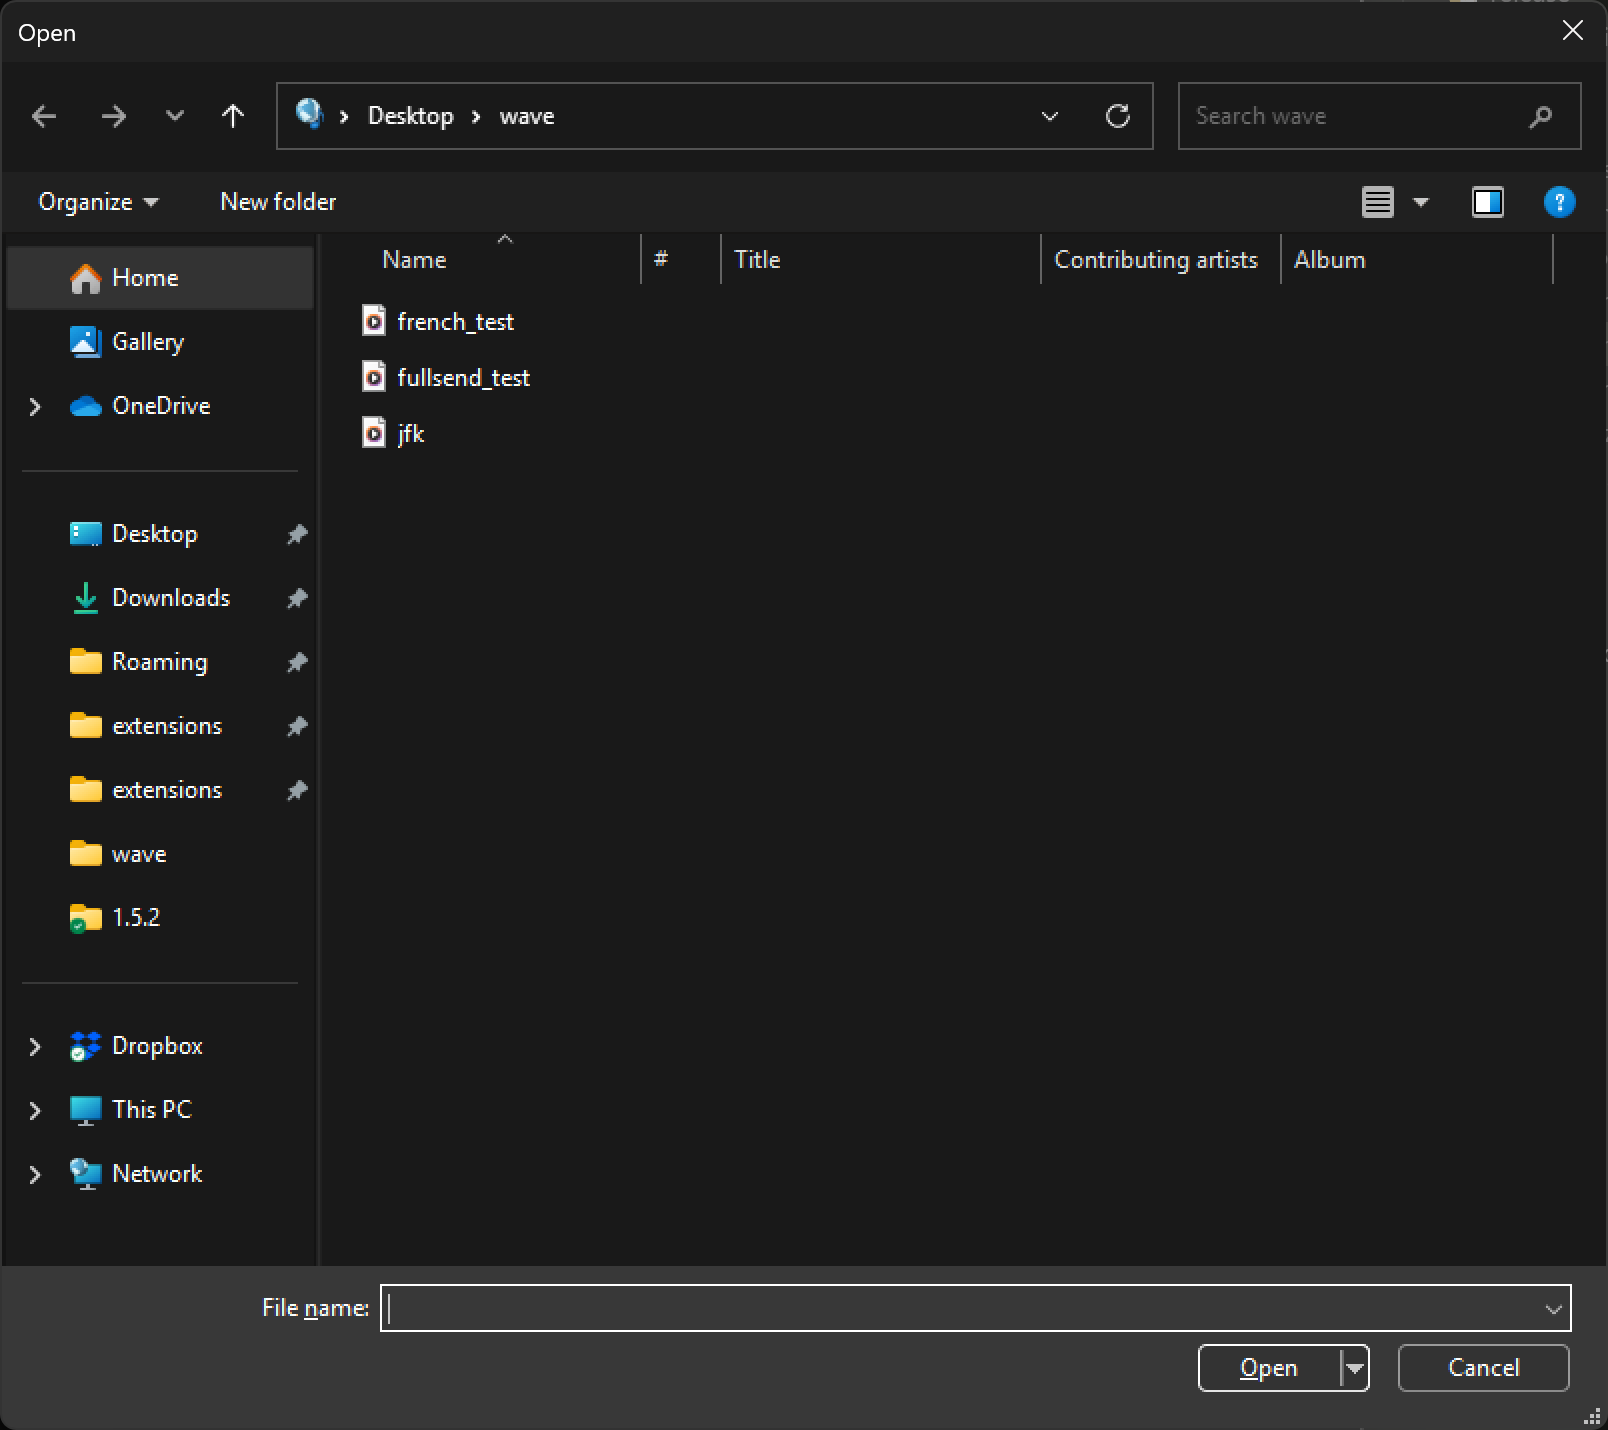 Open
Desktop wave
Search wave
Organize New folder
Name # Title Contributing artists Album
Home
Gallery
OneDrive
Desktop
Downloads
Roaming
extensions
extensions
wave
1.5.2
Dropbox
This PC
Network
french_test
fullsend_test
jfk
File name:
Open Cancel